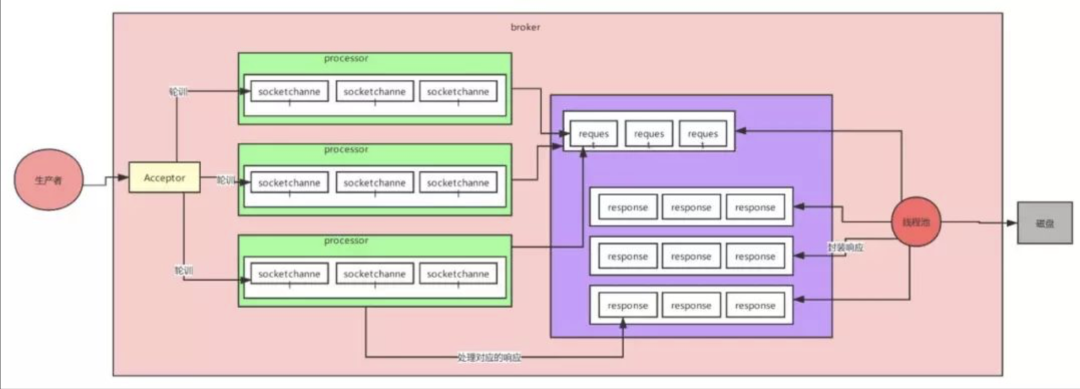 broker
processor
socketchanne
l
socketchanne
l
socketchanne
l
轮训
生产者
Acceptor
轮训
processor
socketchanne
l
socketchanne
l
socketchanne
l
轮训
processor
socketchanne
l
socketchanne
l
socketchanne
l
reques
t
reques
t
reques
t
response
response
response
response
response
response
response
response
response
线程池
封装响应
磁盘
处理对应的响应